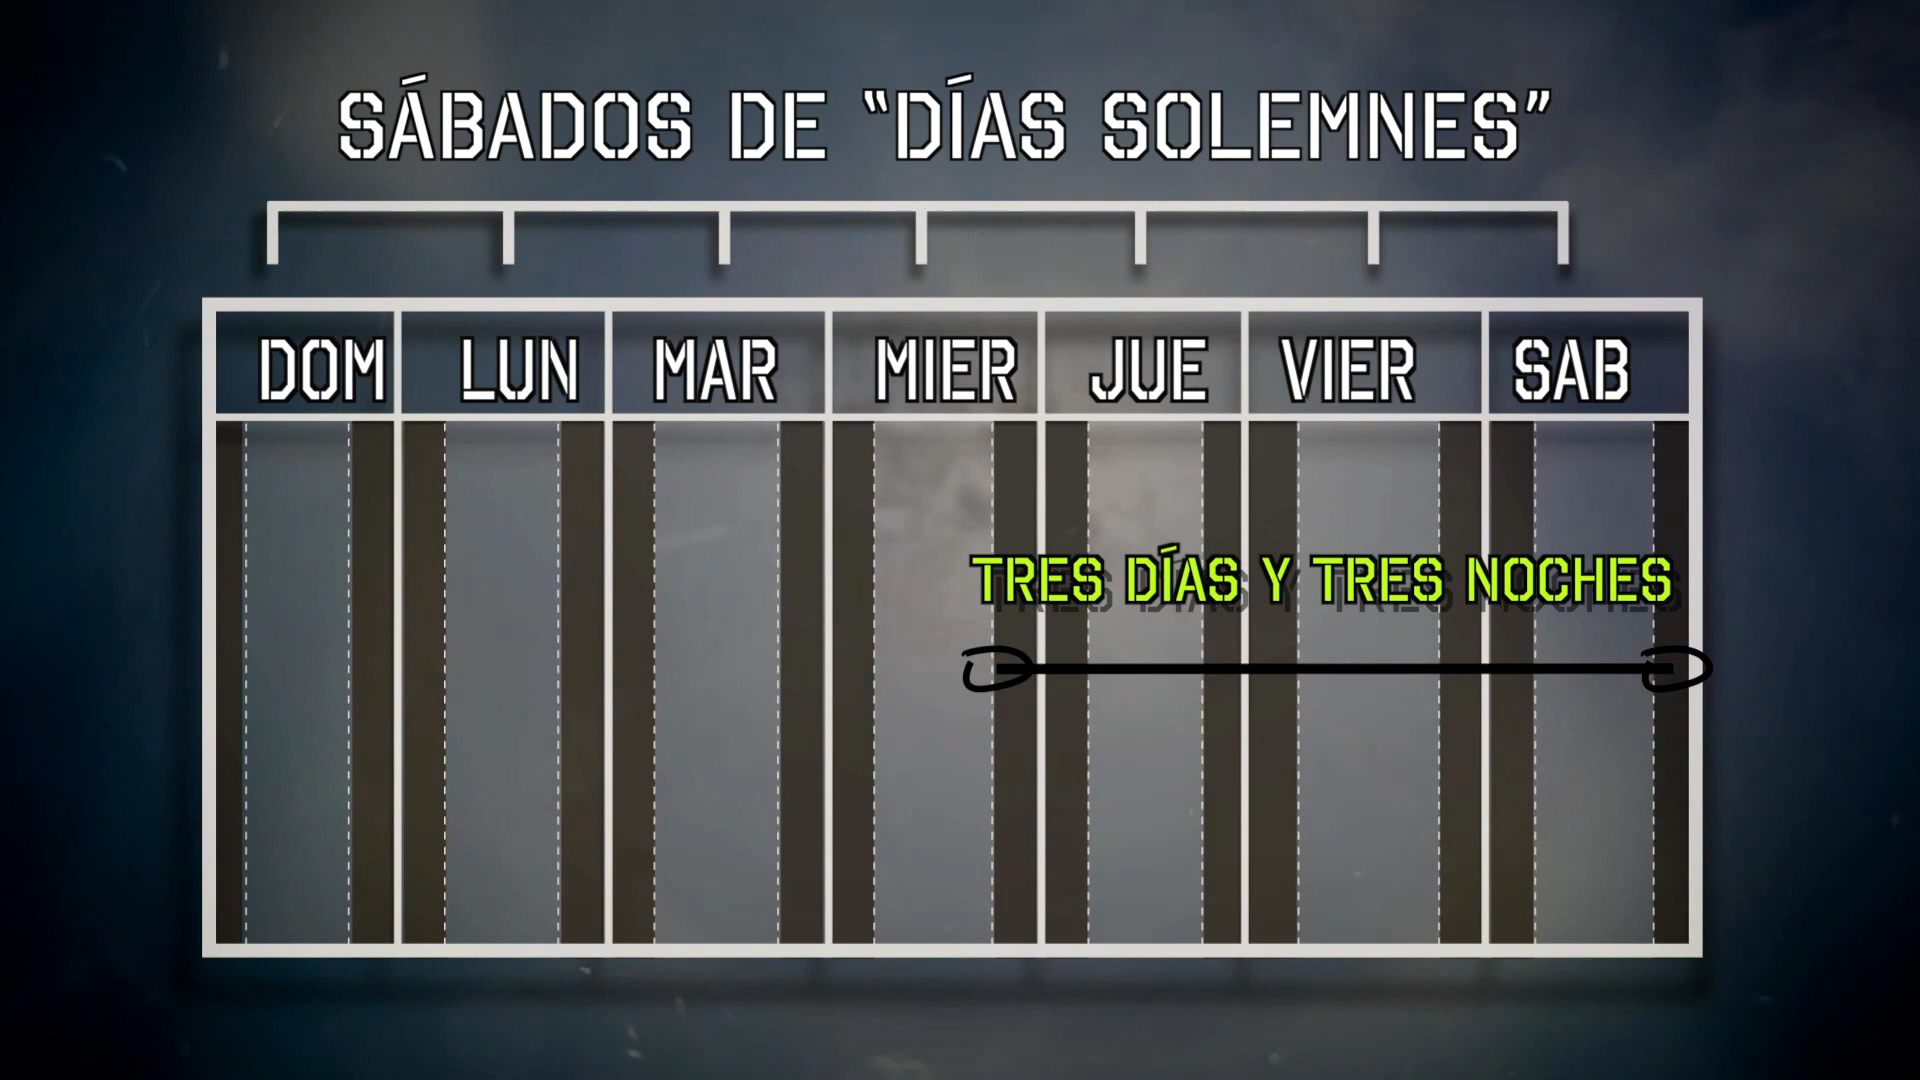 SÁBADOS DE “DÍAS SOLEMNES”
DOM LUN MAR MIER JUE VIER SAB
TRES DÍAS Y TRES NOCHES